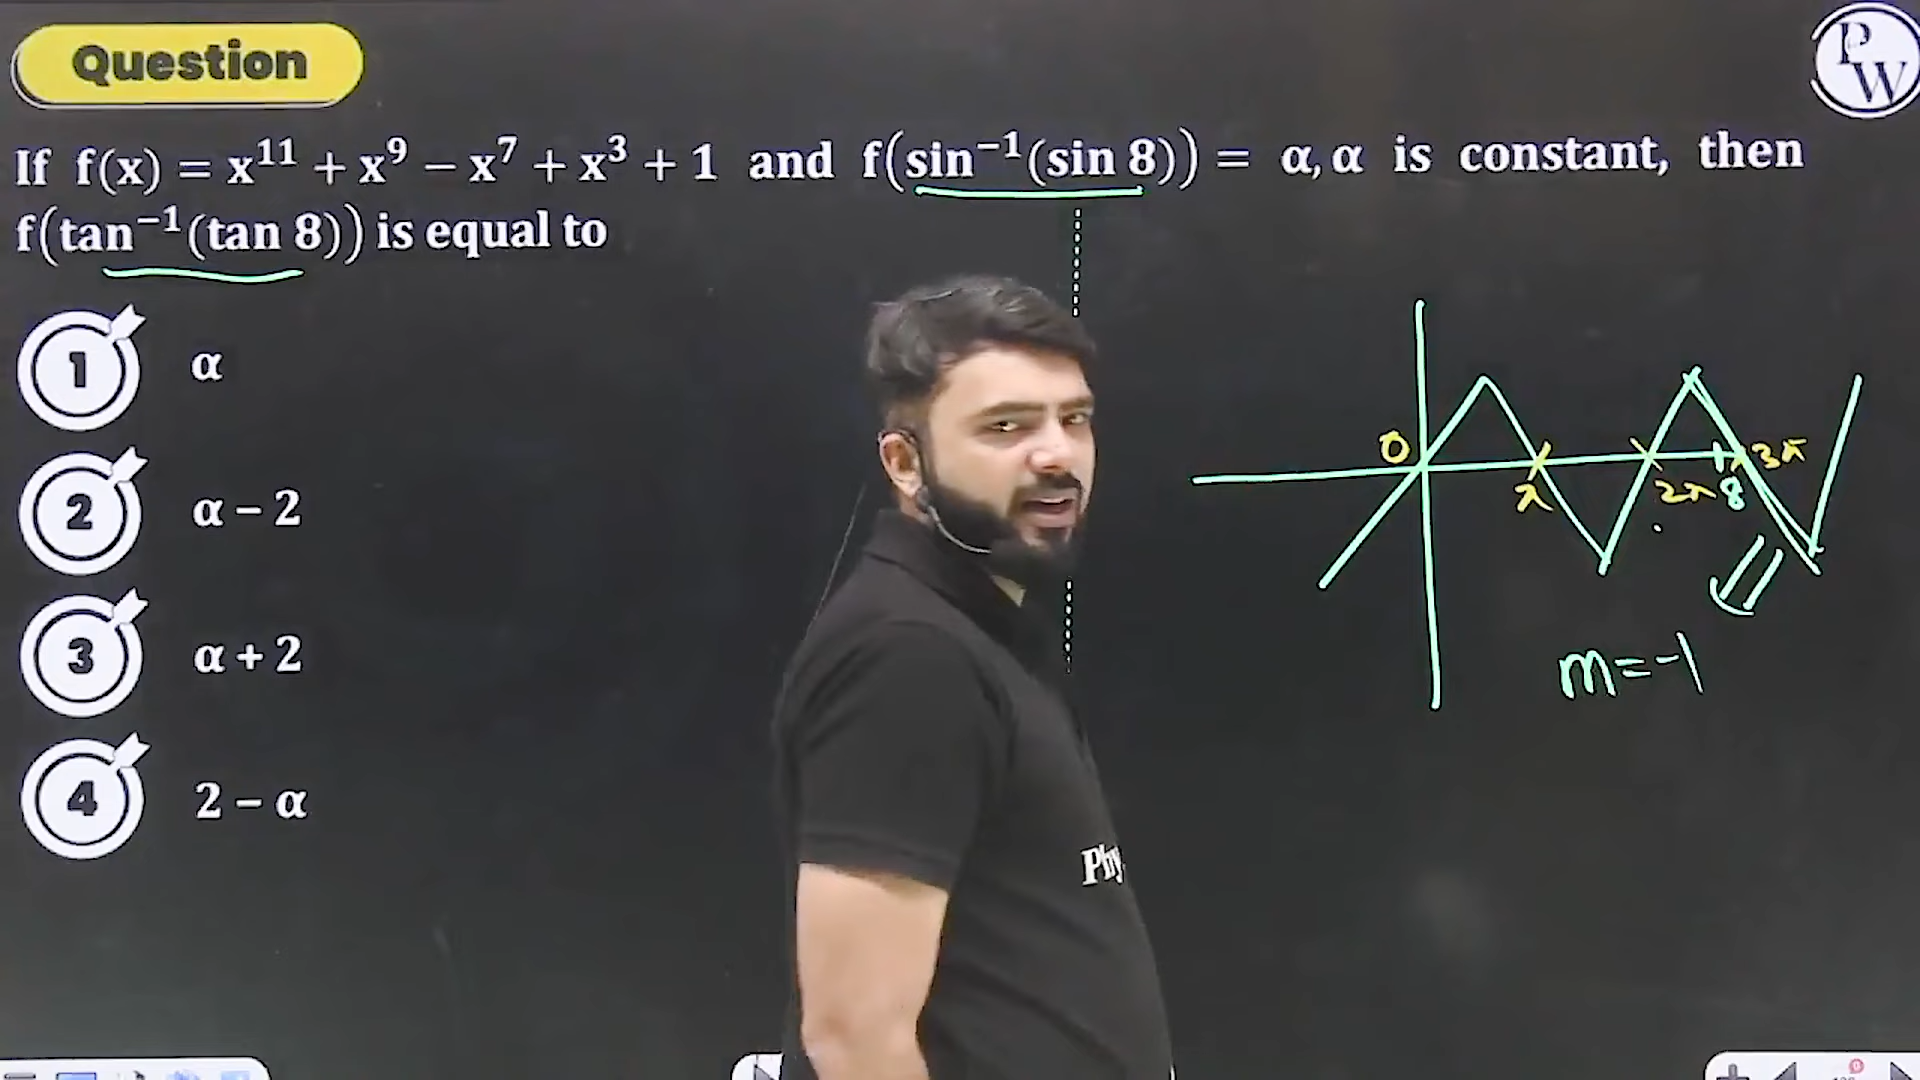 Question
PW
If f(x) = x¹¹ + x⁹ − x⁷ + x³ + 1 and f(sin⁻¹(sin 8)) = α, α is constant, then
f(tan⁻¹(tan 8)) is equal to
1 α
2 α − 2
3 α + 2
4 2 − α
0
π
2π
8
3π
m = -1
Phy